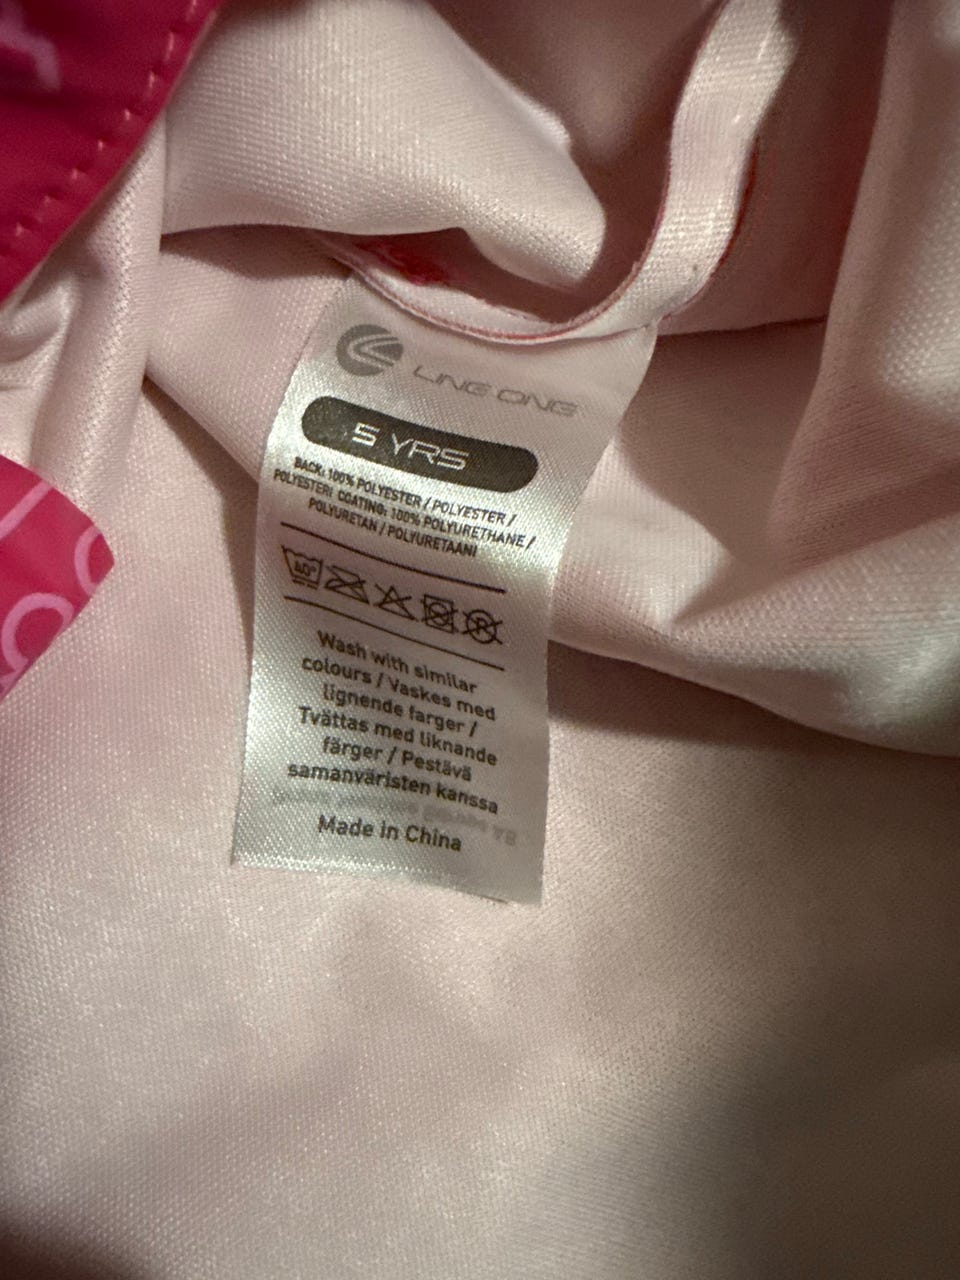 LINE ONE
5 YRS
BACK: 100% POLYESTER / POLYESTER /
POLYESTERI COATING: 100% POLYURETHANE /
POLYURETAN / POLYURETAANI
40°
P
Wash with similar
colours / Vaskes med
lignende farger /
Tvättas med liknande
färger / Pestävä
samanväristen kanssa
Made in China